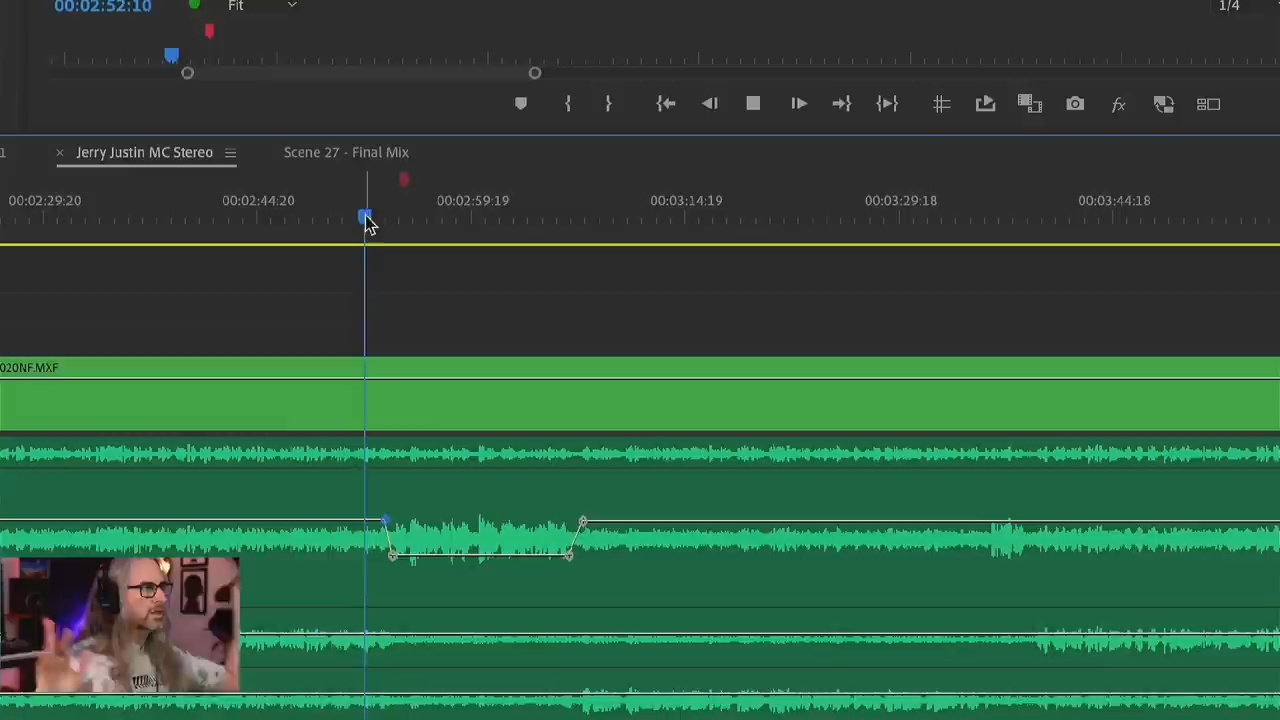 00:02:52:10
Fit
1/4
1
× Jerry Justin MC Stereo
Scene 27 - Final Mix
00:02:29:20
00:02:44:20
00:02:59:19
00:03:14:19
00:03:29:18
00:03:44:18
020NF.MXF
fx